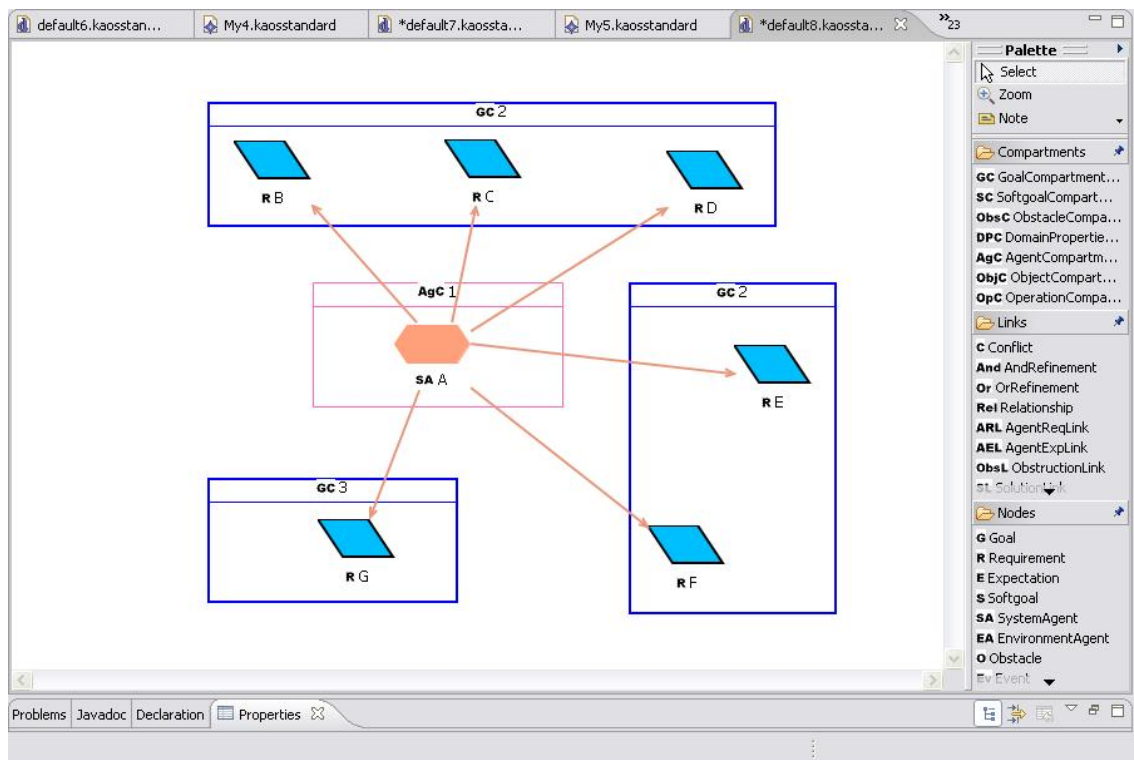 default6.kaosstan...
My4.kaosstandard
*default7.kaossta...
My5.kaosstandard
*default8.kaossta...
»23
GC 2
R B
R C
R D
AgC 1
SA A
GC 2
R E
R F
GC 3
R G
Palette
Select
Zoom
Note
Compartments
GC GoalCompartment...
SC SoftgoalCompart...
ObsC ObstacleCompa...
DPC DomainPropertie...
AgC AgentCompartm...
ObjC ObjectCompart...
OpC OperationCompa...
Links
C Conflict
And AndRefinement
Or OrRefinement
Rel Relationship
ARL AgentReqLink
AEL AgentExpLink
ObsL ObstructionLink
SL SolutionLink
Nodes
G Goal
R Requirement
E Expectation
S Softgoal
SA SystemAgent
EA EnvironmentAgent
O Obstacle
Ev Event
Problems
Javadoc
Declaration
Properties